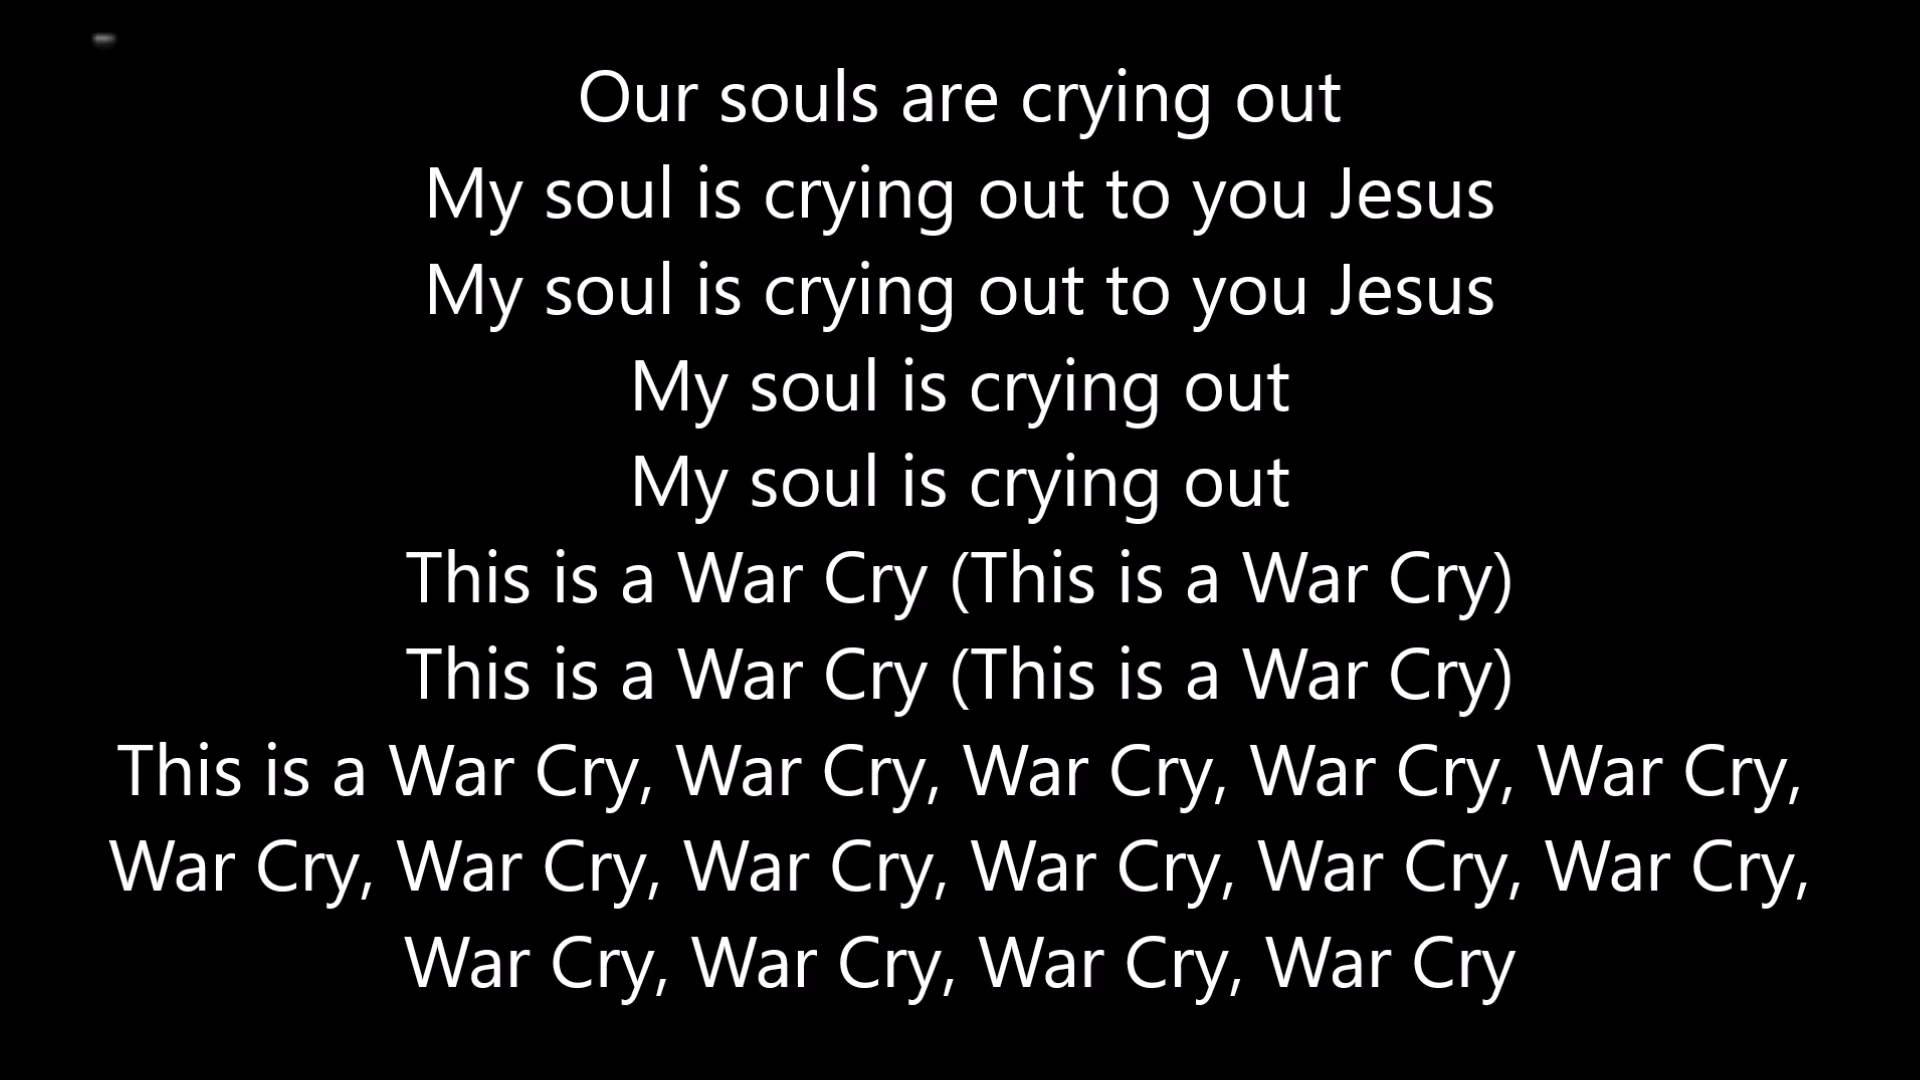 Our souls are crying out
My soul is crying out to you Jesus
My soul is crying out to you Jesus
My soul is crying out
My soul is crying out
This is a War Cry (This is a War Cry)
This is a War Cry (This is a War Cry)
This is a War Cry, War Cry, War Cry, War Cry, War Cry,
War Cry, War Cry, War Cry, War Cry, War Cry, War Cry,
War Cry, War Cry, War Cry, War Cry